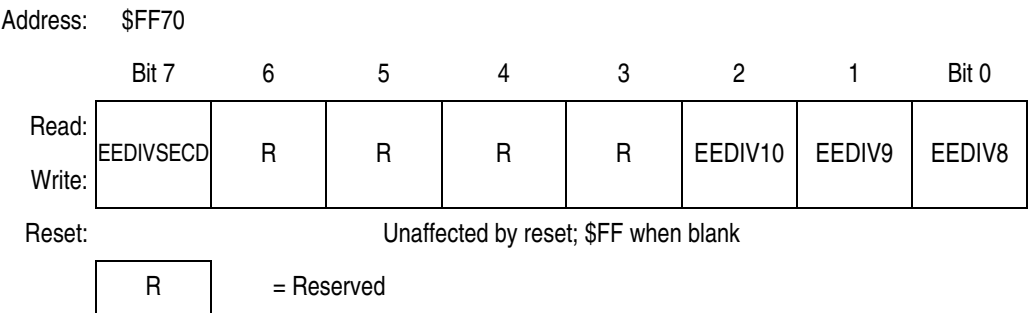 Address: $FF70
Bit 7 6 5 4 3 2 1 Bit 0
Read:
EEDIVSECD R R R R EEDIV10 EEDIV9 EEDIV8
Write:
Reset: Unaffected by reset; $FF when blank
R = Reserved